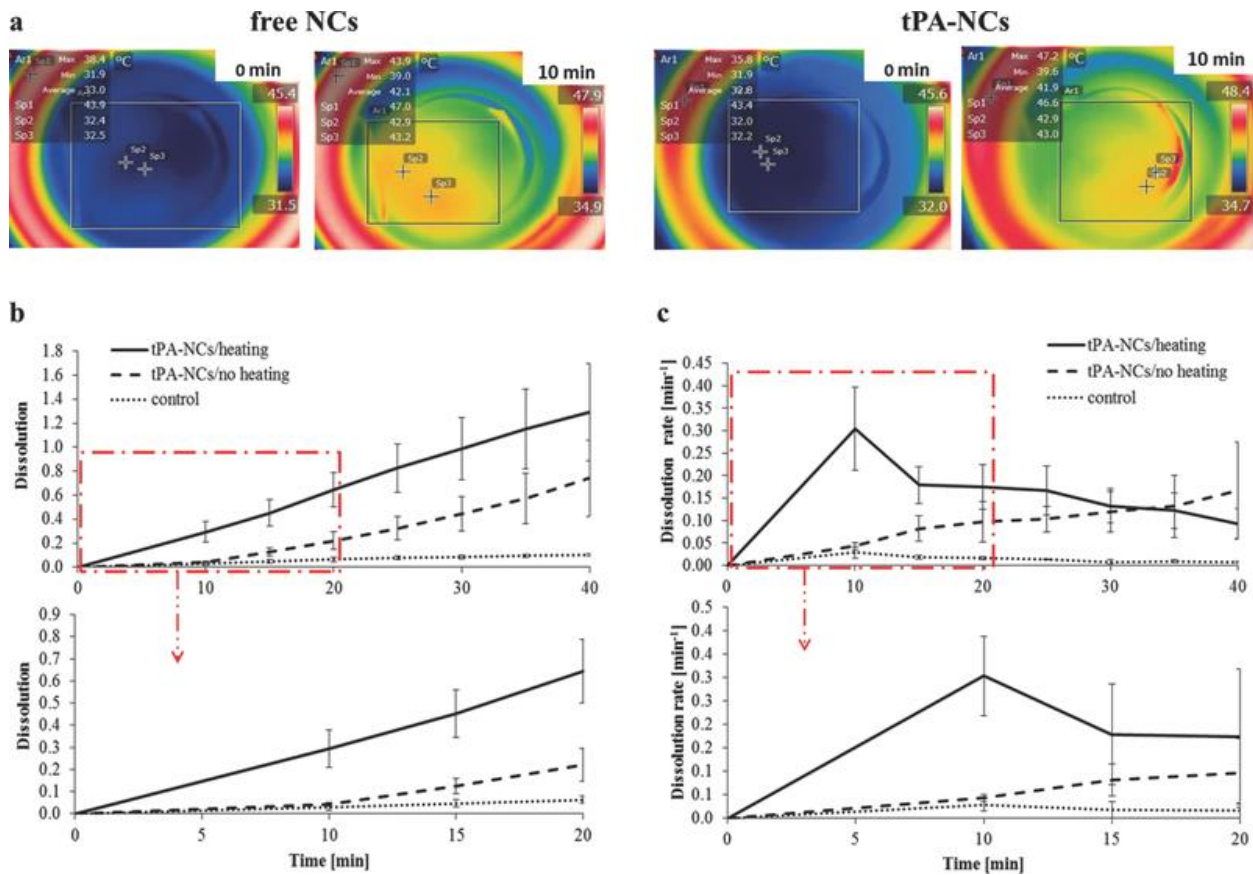 a
free NCs
tPA-NCs
Ar1 Max 38.4 °C
Sp1
Min 31.9
Average 33.0
Ar1
Sp1 43.9
Sp2 32.4
Sp3 32.5
Sp2
Sp3
0 min
45.4
31.5
Ar1 Max 43.9 °C
Sp1
Min 39.0
Average 42.1
Ar1
Sp1 47.0
Sp2 42.9
Sp3 43.2
Sp2
Sp3
10 min
47.9
34.9
Ar1 Max 35.8 °C
Min 31.9
Average 32.8
Sp1 43.4
Sp2 32.0
Sp3 32.2
Sp2
Sp3
0 min
45.6
32.0
Ar1 Max 47.2 °C
Min 39.6
Average 41.9
Ar1
Sp1 46.6
Sp2 42.9
Sp3 43.0
Sp3
10 min
48.4
34.7
b
tPA-NCs/heating
tPA-NCs/no heating
control
Dissolution
1.8
1.6
1.4
1.2
1.0
0.8
0.6
0.4
0.2
0.0
0 10 20 30 40
Dissolution
0.9
0.8
0.7
0.6
0.5
0.4
0.3
0.2
0.1
0.0
0 5 10 15 20
Time [min]
c
tPA-NCs/heating
tPA-NCs/no heating
control
Dissolution rate [min⁻¹]
0.45
0.40
0.35
0.30
0.25
0.20
0.15
0.10
0.05
0.00
0 10 20 30 40
Dissolution rate [min⁻¹]
0.5
0.4
0.4
0.3
0.3
0.2
0.2
0.1
0.1
0.0
0 5 10 15 20
Time [min]